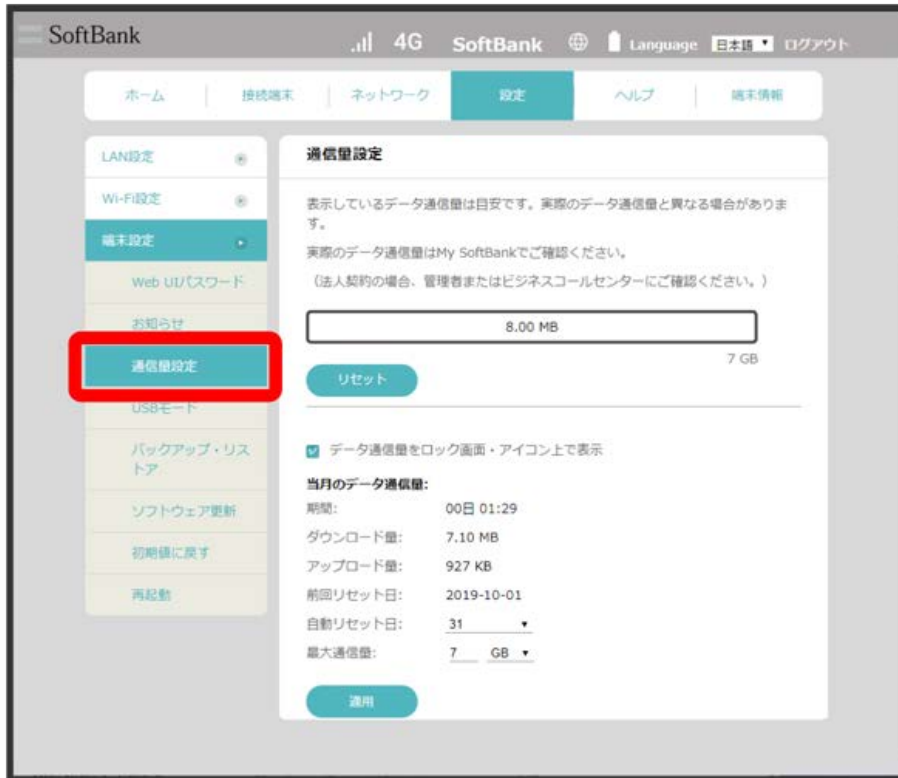 SoftBank
4G SoftBank Language 日本語 ログアウト
ホーム 接続端末 ネットワーク 設定 ヘルプ 端末情報
LAN設定
Wi-Fi設定
端末設定
Web UIパスワード
お知らせ
通信量設定
USBモード
バックアップ・リス
トア
ソフトウェア更新
初期値に戻す
再起動
通信量設定
表示しているデータ通信量は目安です。実際のデータ通信量と異なる場合がありま
す。
実際のデータ通信量はMy SoftBankでご確認ください。
（法人契約の場合、管理者またはビジネスコールセンターにご確認ください。）
8.00 MB
7 GB
リセット
データ通信量をロック画面・アイコン上で表示
当月のデータ通信量:
期間: 00日 01:29
ダウンロード量: 7.10 MB
アップロード量: 927 KB
前回リセット日: 2019-10-01
自動リセット日: 31
最大通信量: 7 GB
適用